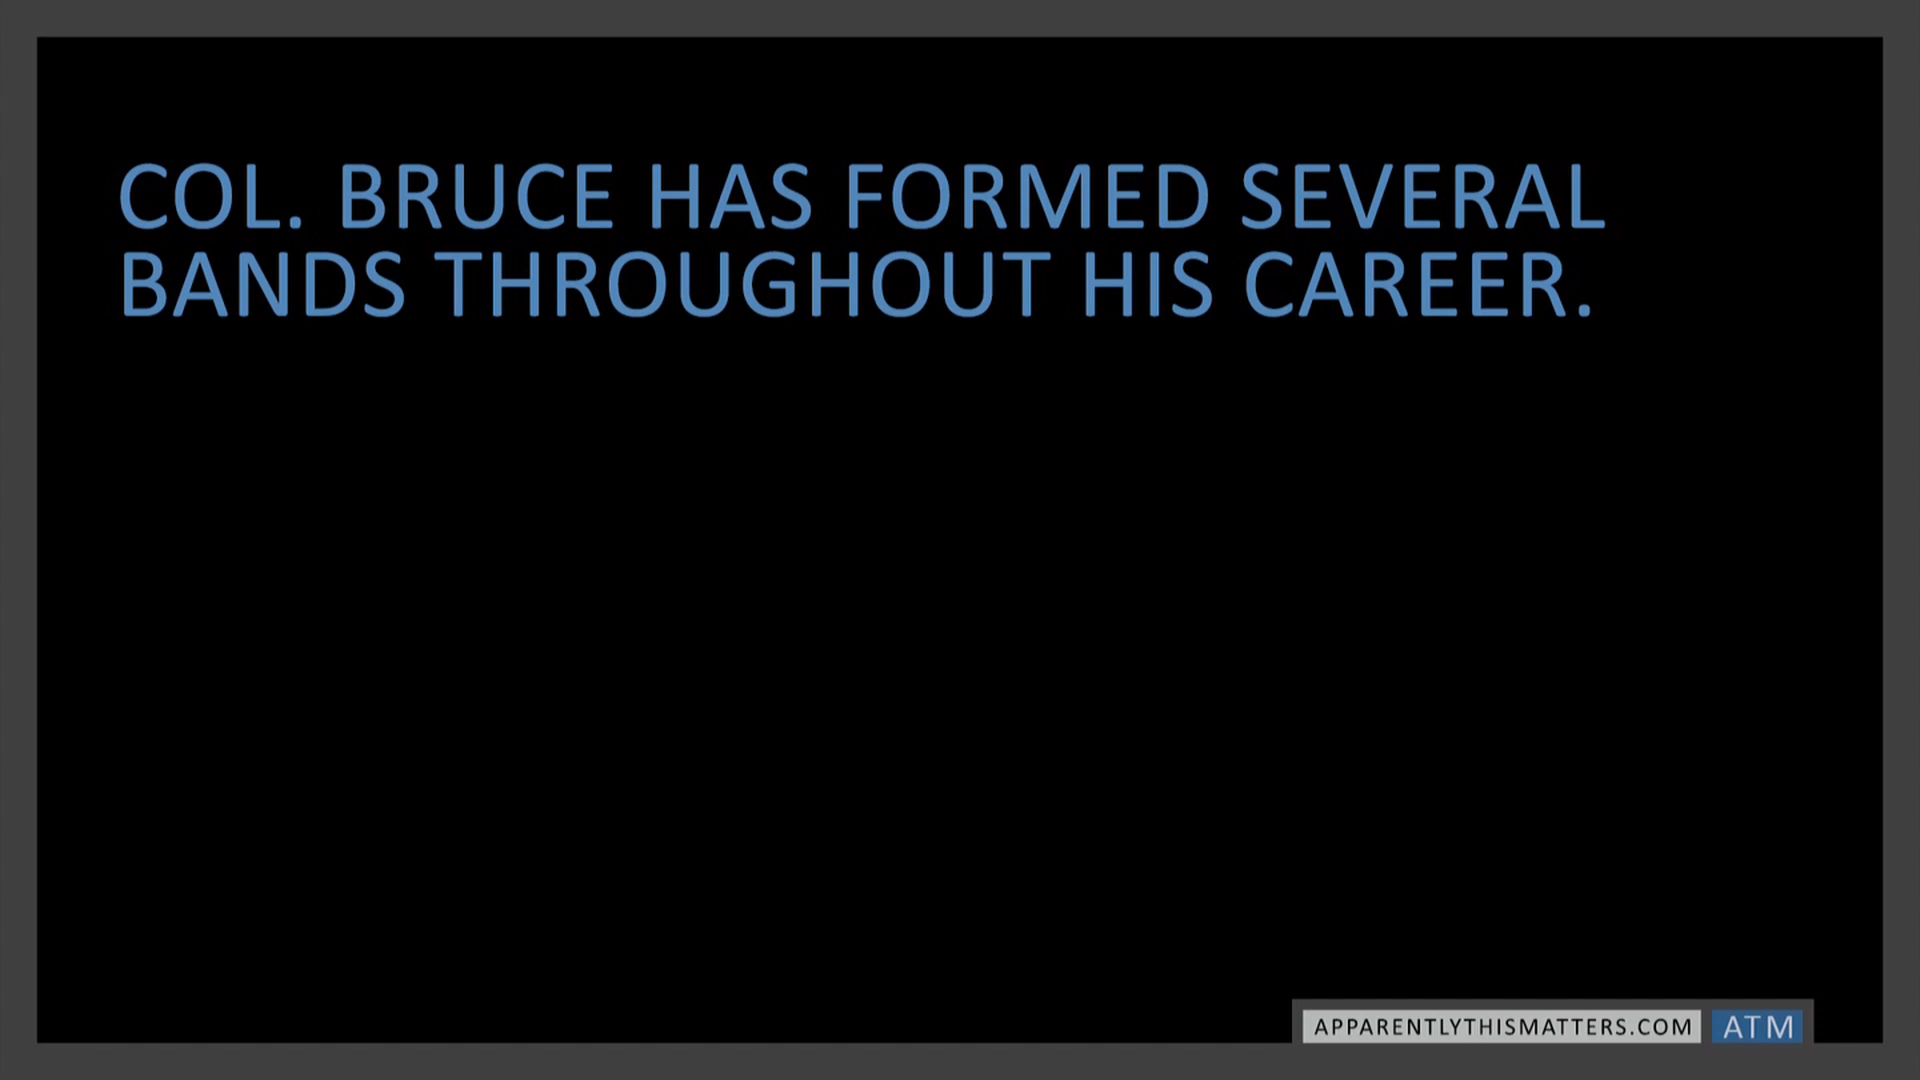 COL. BRUCE HAS FORMED SEVERAL
BANDS THROUGHOUT HIS CAREER.
APPARENTLYTHISMATTERS.COM ATM